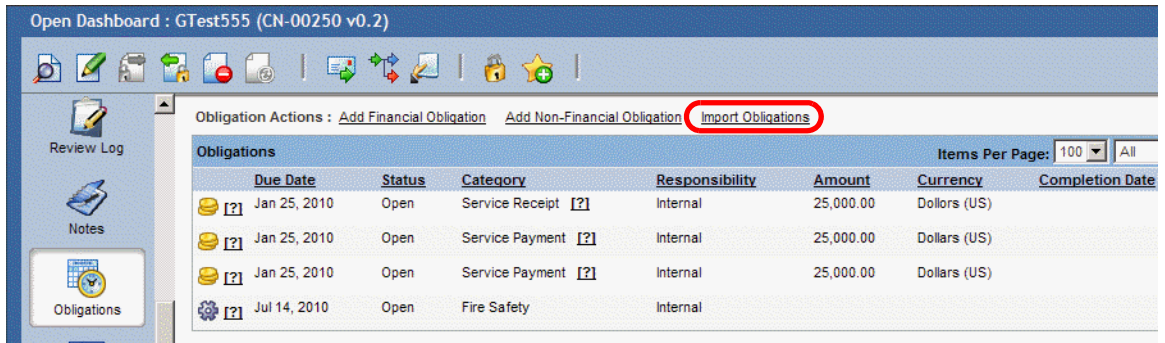 Open Dashboard : GTest555 (CN-00250 v0.2)
Review Log
Notes
Obligations
Obligation Actions : Add Financial Obligation Add Non-Financial Obligation Import Obligations
Obligations Items Per Page: 100 All
Due Date Status Category Responsibility Amount Currency Completion Date
[?] Jan 25, 2010 Open Service Receipt [?] Internal 25,000.00 Dollors (US)
[?] Jan 25, 2010 Open Service Payment [?] Internal 25,000.00 Dollars (US)
[?] Jan 25, 2010 Open Service Payment [?] Internal 25,000.00 Dollars (US)
[?] Jul 14, 2010 Open Fire Safety Internal